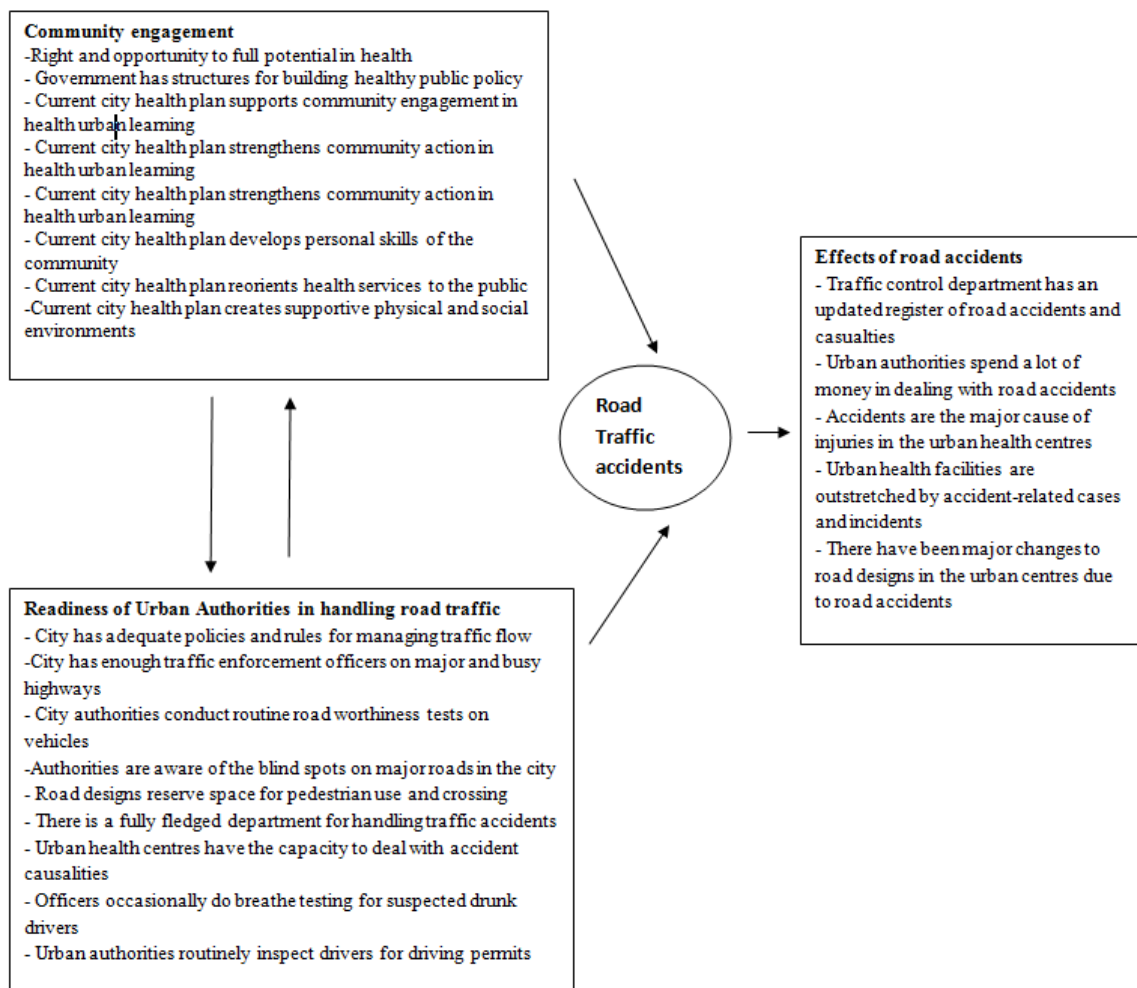 Community engagement
-Right and opportunity to full potential in health
- Government has structures for building healthy public policy
- Current city health plan supports community engagement in
health urban learning
- Current city health plan strengthens community action in
health urban learning
- Current city health plan strengthens community action in
health urban learning
- Current city health plan develops personal skills of the
community
- Current city health plan reorients health services to the public
-Current city health plan creates supportive physical and social
environments
Readiness of Urban Authorities in handling road traffic
- City has adequate policies and rules for managing traffic flow
-City has enough traffic enforcement officers on major and busy
highways
- City authorities conduct routine road worthiness tests on
vehicles
-Authorities are aware of the blind spots on major roads in the city
- Road designs reserve space for pedestrian use and crossing
- There is a fully fledged department for handling traffic accidents
- Urban health centres have the capacity to deal with accident
causalities
- Officers occasionally do breathe testing for suspected drunk
drivers
- Urban authorities routinely inspect drivers for driving permits
Road
Traffic
accidents
Effects of road accidents
- Traffic control department has an
updated register of road accidents and
casualties
- Urban authorities spend a lot of
money in dealing with road accidents
- Accidents are the major cause of
injuries in the urban health centres
- Urban health facilities are
outstretched by accident-related cases
and incidents
- There have been major changes to
road designs in the urban centres due
to road accidents